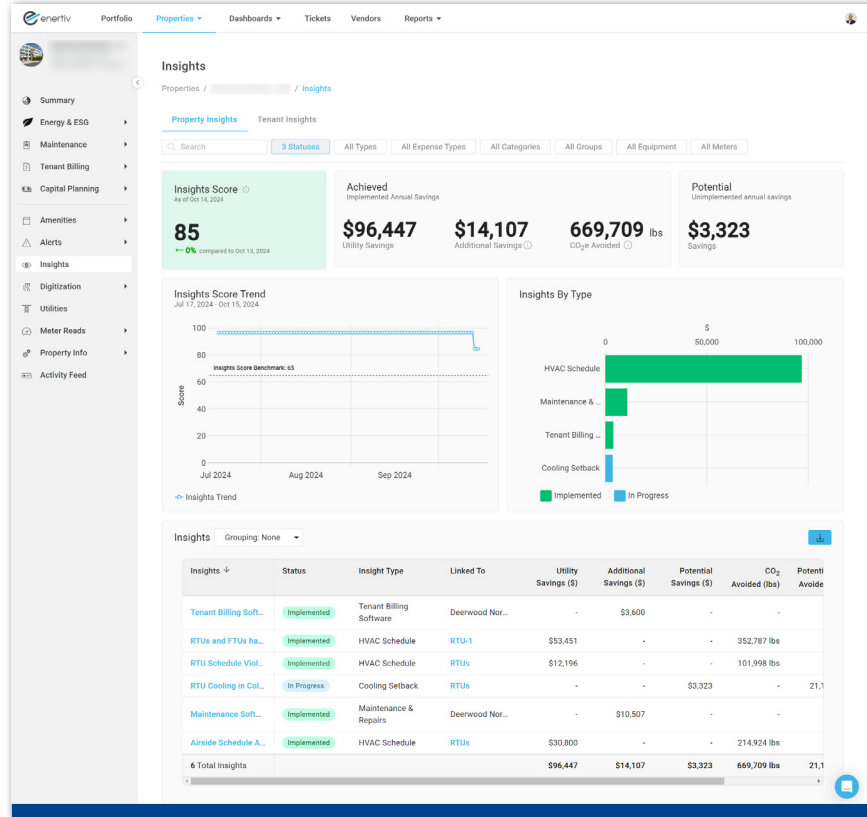 enertiv Portfolio Properties Dashboards Tickets Vendors Reports
Summary
Energy & ESG
Maintenance
Tenant Billing
Capital Planning
Amenities
Alerts
Insights
Digitization
Utilities
Meter Reads
Property Info
Activity Feed
Insights
Properties / / Insights
Property Insights Tenant Insights
Search 3 Statuses All Types All Expense Types All Categories All Groups All Equipment All Meters
Insights Score
As of Oct 14, 2024
85
0% compared to Oct 13, 2024
Achieved
Implemented Annual Savings
$96,447 $14,107 669,709 lbs
Utility Savings Additional Savings CO2e Avoided
Potential
Unimplemented annual savings
$3,323
Savings
Insights Score Trend
Jul 17, 2024 - Oct 15, 2024
100
80
Insights Score Benchmark: 65
60
40
20
0
Score
Jul 2024 Aug 2024 Sep 2024
Insights Trend
Insights By Type
$
0 50,000 100,000
HVAC Schedule
Maintenance & ...
Tenant Billing ...
Cooling Setback
Implemented In Progress
Insights Grouping: None
Insights Status Insight Type Linked To Utility Savings ($) Additional Savings ($) Potential Savings ($) CO2 Avoided (lbs) Potenti Avoide
Tenant Billing Soft... Implemented Tenant Billing Software Deerwood Nor... - $3,600 - -
RTUs and FTUs ha... Implemented HVAC Schedule RTU-1 $53,451 - - 352,787 lbs
RTU Schedule Viol... Implemented HVAC Schedule RTUs $12,196 - - 101,998 lbs
RTU Cooling in Col... In Progress Cooling Setback RTUs - - $3,323 - 21,1
Maintenance Soft... Implemented Maintenance & Repairs Deerwood Nor... - $10,507 - -
Airside Schedule A... Implemented HVAC Schedule RTUs $30,800 - - 214,924 lbs
6 Total Insights $96,447 $14,107 $3,323 669,709 lbs 21,1